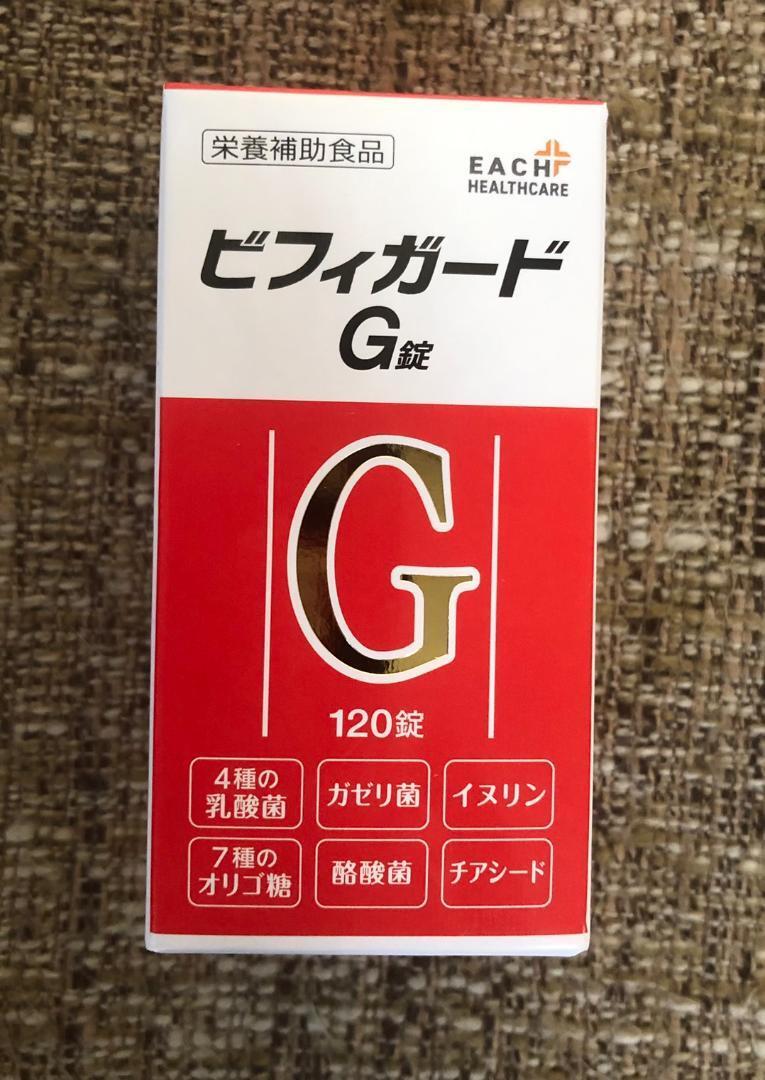 栄養補助食品
EACH
HEALTHCARE
ビフィガード
G錠
G
120錠
4種の
乳酸菌
ガゼリ菌
イヌリン
7種の
オリゴ糖
酪酸菌
チアシード